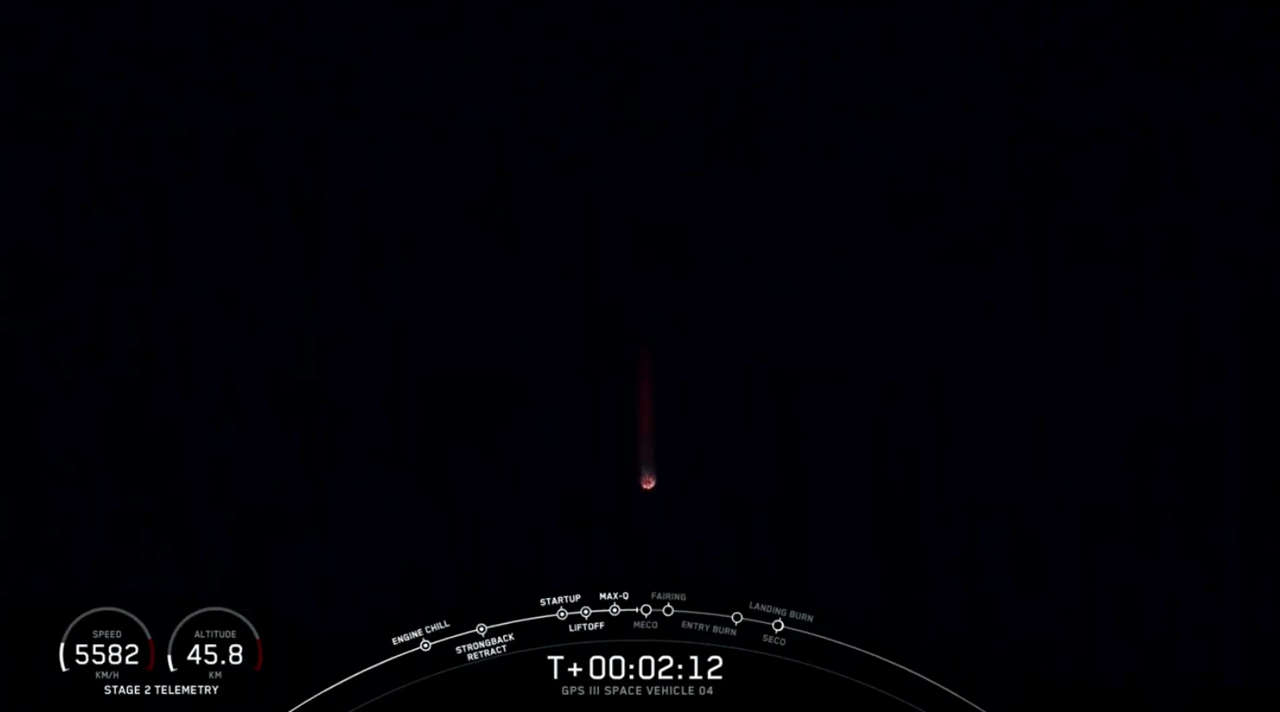 STARTUP
MAX-Q
FAIRING
LANDING BURN
ENGINE CHILL
LIFTOFF
MECO
ENTRY BURN
SECO
STRONGBACK
RETRACT
SPEED
5582
KM/H
ALTITUDE
45.8
KM
STAGE 2 TELEMETRY
T+00:02:12
GPS III SPACE VEHICLE 04